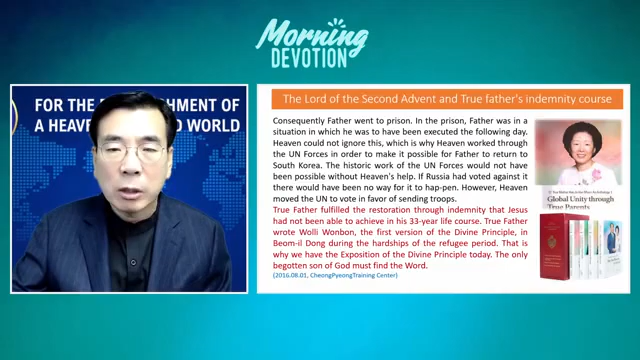 Morning
DEVOTION
FOR THE
HMENT OF
A HEAVE
D WORLD
The Lord of the Second Advent and True father's indemnity course
Consequently Father went to prison. In the prison, Father was in a
situation in which he was to have been executed the following day.
Heaven could not ignore this, which is why Heaven worked through
the UN Forces in order to make it possible for Father to return to
South Korea. The historic work of the UN Forces would not have
been possible without Heaven's help. If Russia had voted against it
there would have been no way for it to hap-pen. However, Heaven
moved the UN to vote in favor of sending troops.
True Father fulfilled the restoration through indemnity that Jesus
had not been able to achieve in his 33-year life course. True Father
wrote Wolli Wonbon, the first version of the Divine Principle, in
Beom-il Dong during the hardships of the refugee period. That is
why we have the Exposition of the Divine Principle today. The only
begotten son of God must find the Word.
(2016.08.01, CheongPyeongTraining Center)
Global Unity through
True Parents